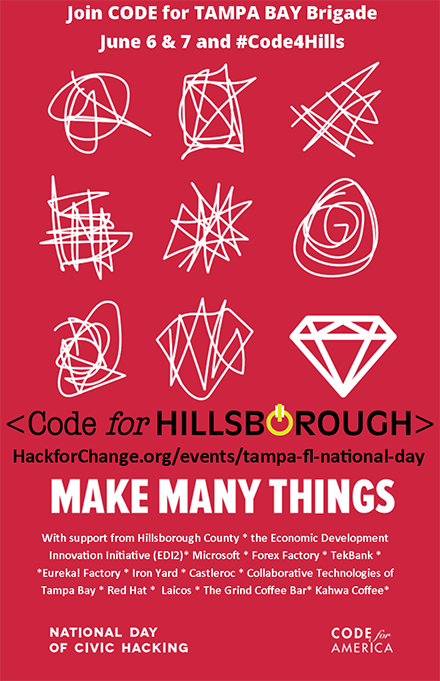 Join CODE for TAMPA BAY Brigade
June 6 & 7 and #Code4Hills
<Code for HILLSBOROUGH>
HackforChange.org/events/tampa-fl-national-day
MAKE MANY THINGS
With support from Hillsborough County * the Economic Development
Innovation Initiative (EDI2)* Microsoft * Forex Factory * TekBank *
*Eureka! Factory * Iron Yard * Castleroc * Collaborative Technologies of
Tampa Bay * Red Hat * Laicos * The Grind Coffee Bar* Kahwa Coffee*
NATIONAL DAY
OF CIVIC HACKING
CODE for
AMERICA